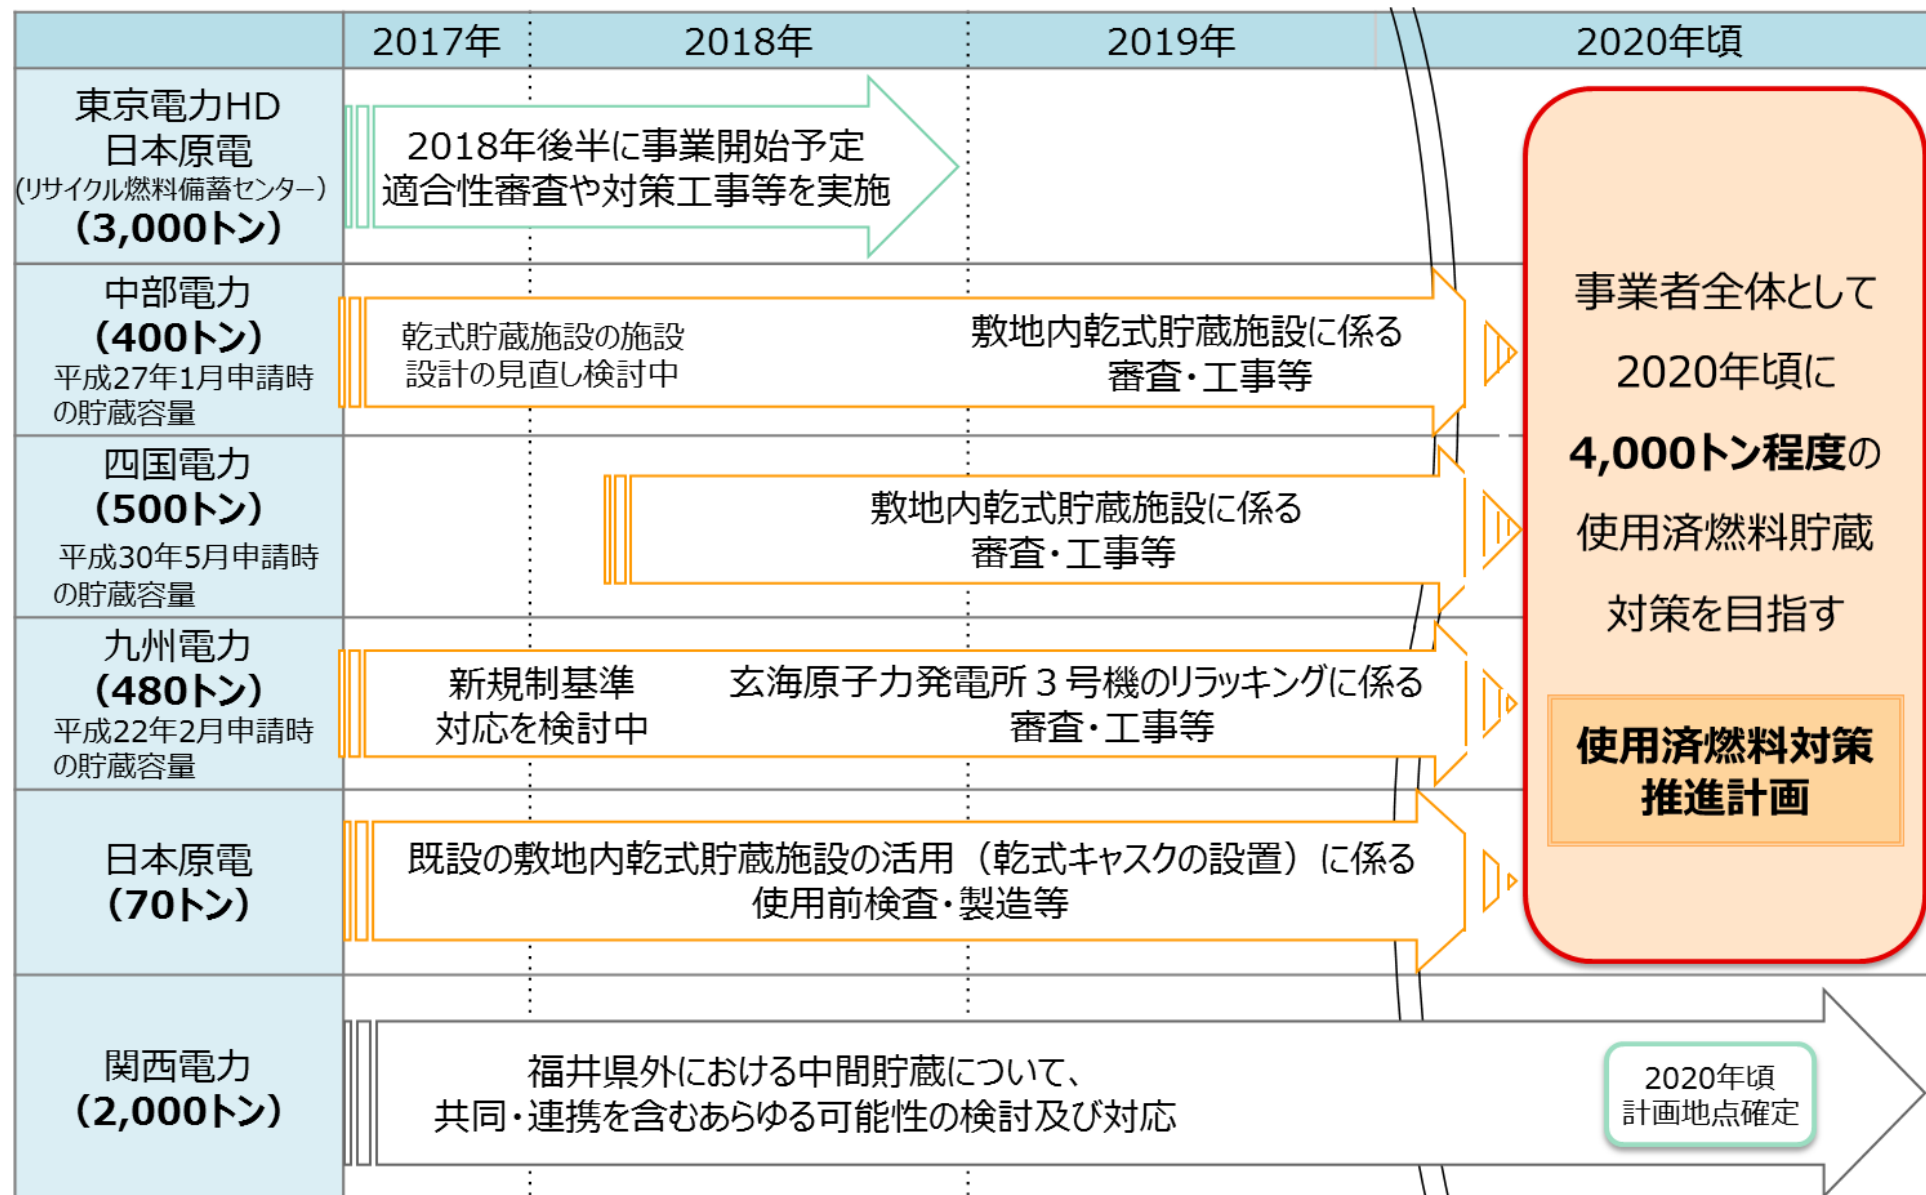 2017年
2018年
2019年
2020年頃
東京電力HD
日本原電
(リサイクル燃料備蓄センター)
(3,000トン)
2018年後半に事業開始予定
適合性審査や対策工事等を実施
中部電力
(400トン)
平成27年1月申請時
の貯蔵容量
乾式貯蔵施設の施設
設計の見直し検討中
敷地内乾式貯蔵施設に係る
審査・工事等
四国電力
(500トン)
平成30年5月申請時
の貯蔵容量
敷地内乾式貯蔵施設に係る
審査・工事等
九州電力
(480トン)
平成22年2月申請時
の貯蔵容量
新規制基準
対応を検討中
玄海原子力発電所３号機のリラッキングに係る
審査・工事等
日本原電
(70トン)
既設の敷地内乾式貯蔵施設の活用（乾式キャスクの設置）に係る
使用前検査・製造等
事業者全体として
2020年頃に
4,000トン程度の
使用済燃料貯蔵
対策を目指す
使用済燃料対策
推進計画
関西電力
(2,000トン)
福井県外における中間貯蔵について、
共同・連携を含むあらゆる可能性の検討及び対応
2020年頃
計画地点確定